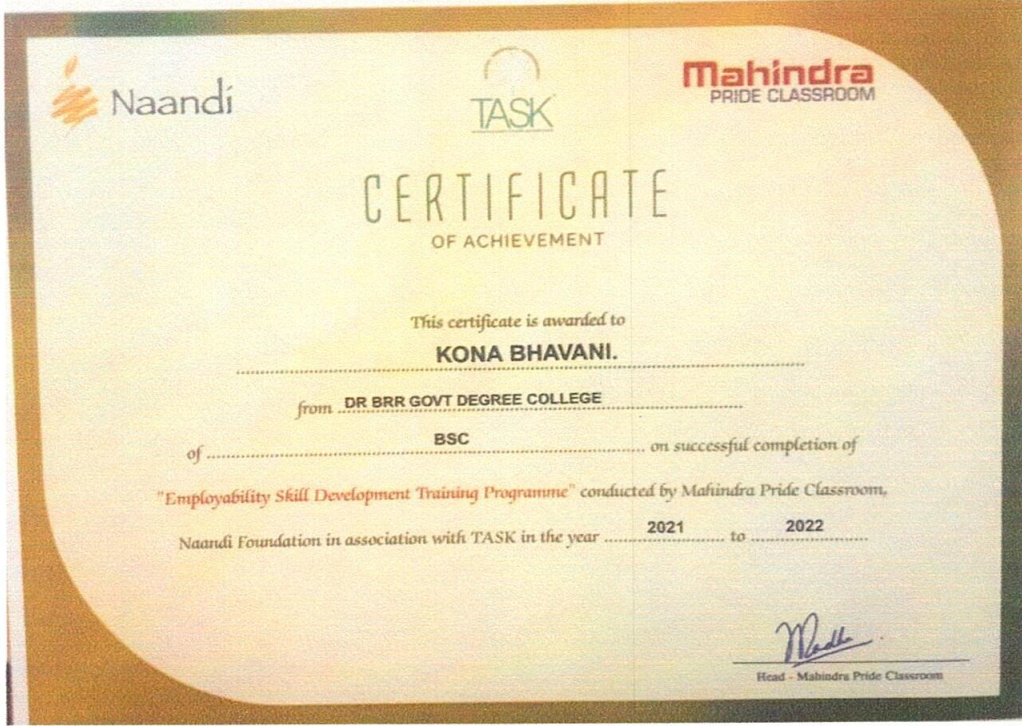 Naandi
TASK
Mahindra
PRIDE CLASSROOM
CERTIFICATE
OF ACHIEVEMENT
This certificate is awarded to
KONA BHAVANI.
from DR BRR GOVT DEGREE COLLEGE
of BSC on successful completion of
"Employability Skill Development Training Programme" conducted by Mahindra Pride Classroom,
Naandi Foundation in association with TASK in the year 2021 to 2022
Head - Mahindra Pride Classroom